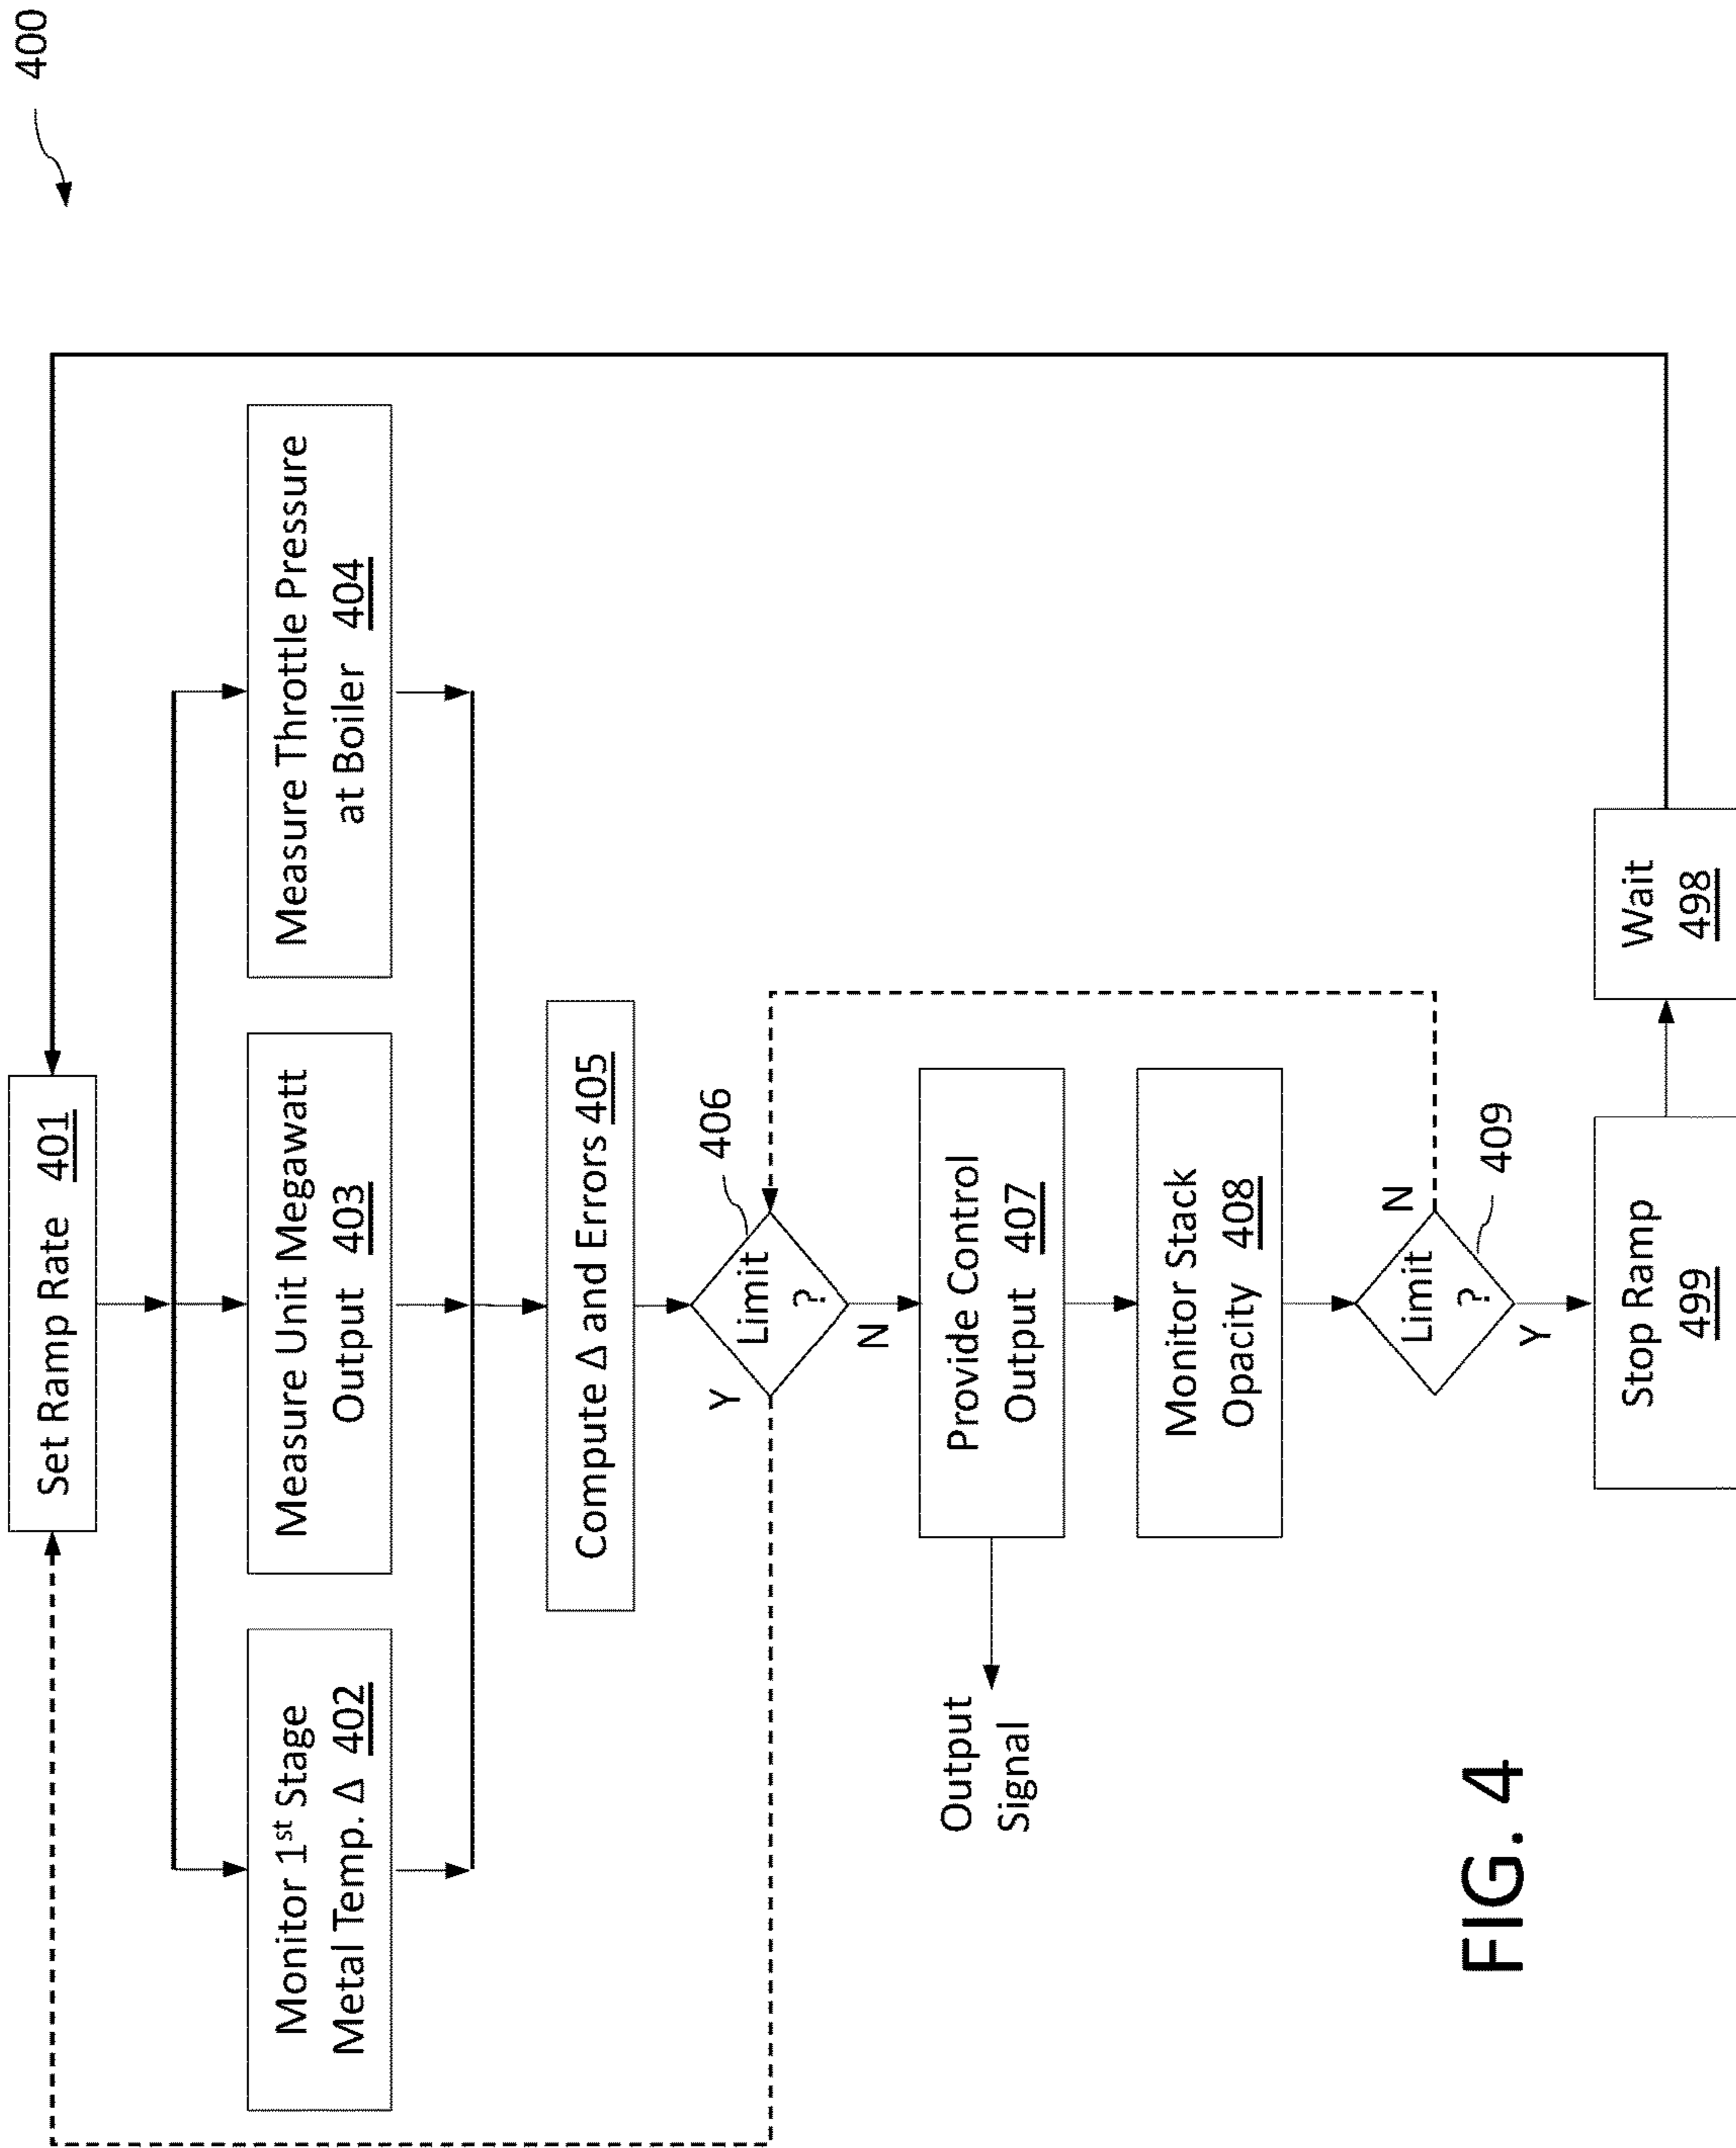 400
Set Ramp Rate 401
Monitor 1st Stage
Metal Temp. Δ 402
Measure Unit Megawatt
Output 403
Measure Throttle Pressure
at Boiler 404
Compute Δ and Errors 405
406
Limit
?
Y
N
Provide Control
Output 407
Output
Signal
Monitor Stack
Opacity 408
Limit
?
N
409
Y
Stop Ramp
499
Wait
498
FIG. 4